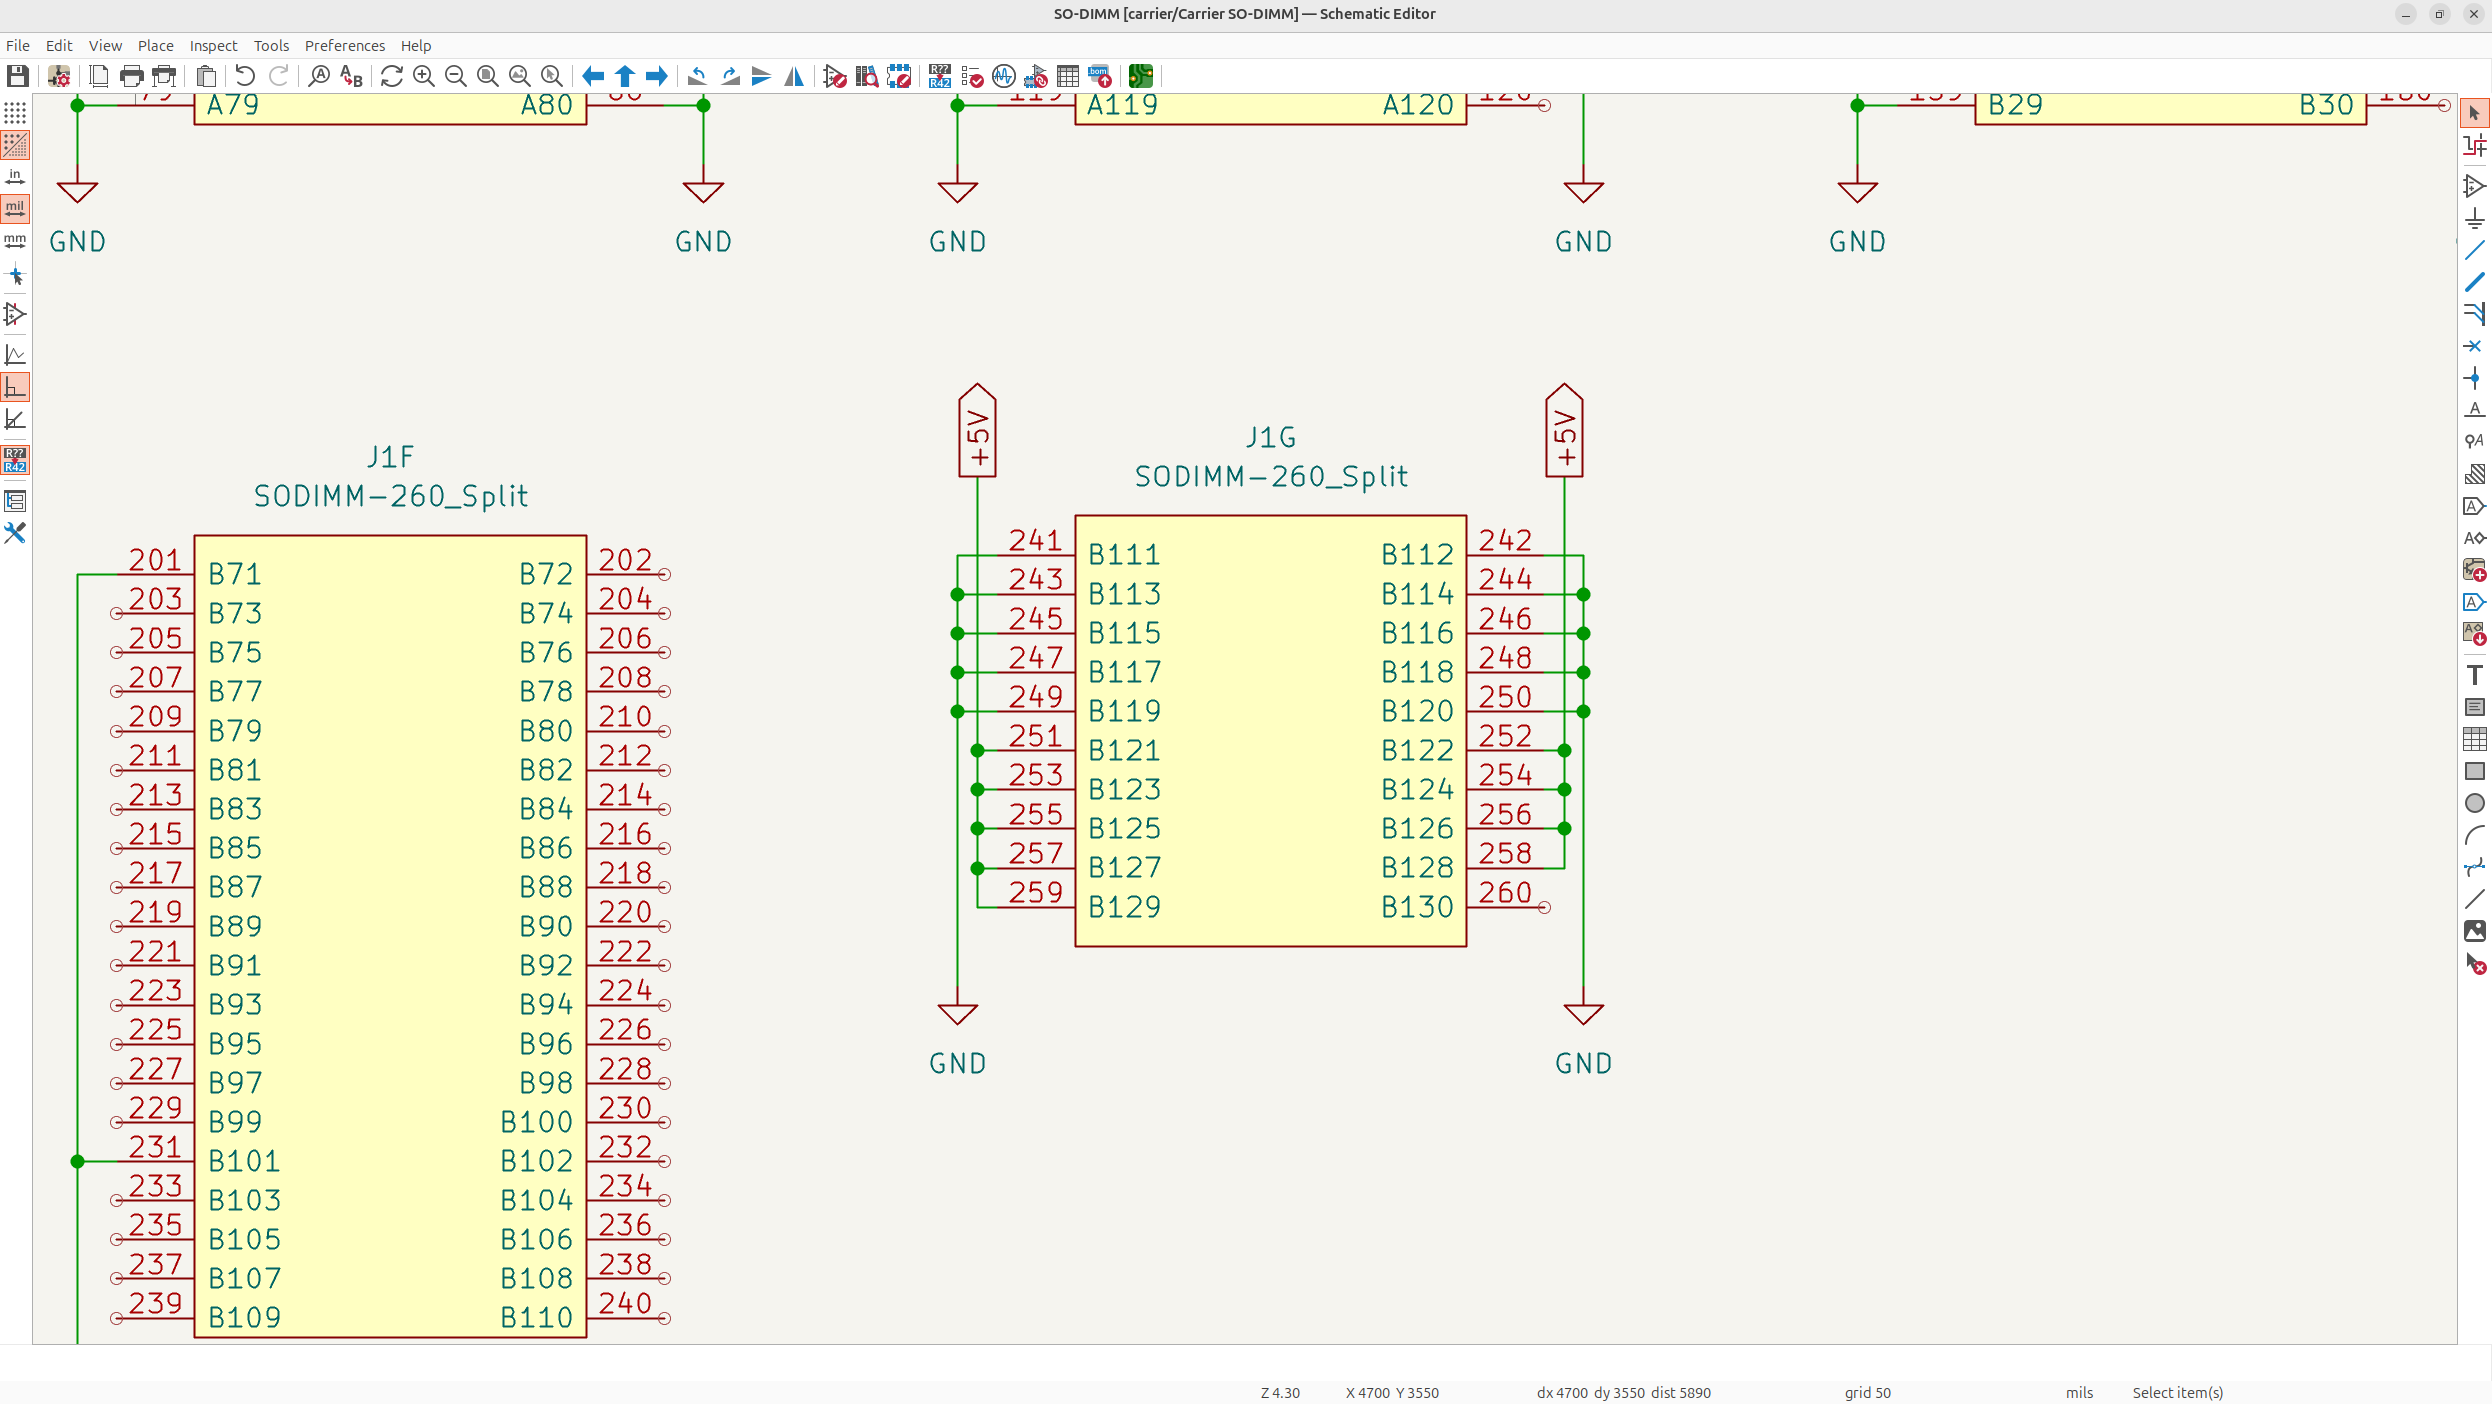 SO-DIMM [carrier/Carrier SO-DIMM] — Schematic Editor
File Edit View Place Inspect Tools Preferences Help
A79 A80 A119 A120 B29 B30
GND GND GND GND GND
+5V +5V
J1F
SODIMM-260_Split
201 B71 B72 202
203 B73 B74 204
205 B75 B76 206
207 B77 B78 208
209 B79 B80 210
211 B81 B82 212
213 B83 B84 214
215 B85 B86 216
217 B87 B88 218
219 B89 B90 220
221 B91 B92 222
223 B93 B94 224
225 B95 B96 226
227 B97 B98 228
229 B99 B100 230
231 B101 B102 232
233 B103 B104 234
235 B105 B106 236
237 B107 B108 238
239 B109 B110 240
J1G
SODIMM-260_Split
241 B111 B112 242
243 B113 B114 244
245 B115 B116 246
247 B117 B118 248
249 B119 B120 250
251 B121 B122 252
253 B123 B124 254
255 B125 B126 256
257 B127 B128 258
259 B129 B130 260
GND GND
in
mil
mm
R??
R42
Z 4.30 X 4700 Y 3550 dx 4700 dy 3550 dist 5890 grid 50 mils Select item(s)